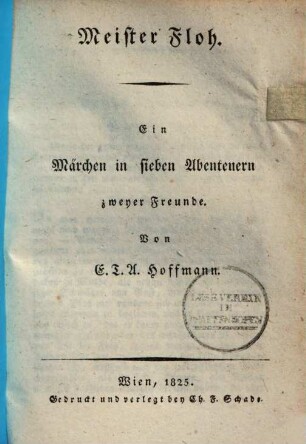 Meister Floh.
Ein
Märchen in sieben Abenteuern
zweyer Freunde.
Von
E. T. A. Hoffmann.
Wien, 1825.
Gedruckt und verlegt bey Ch. F. Schade.